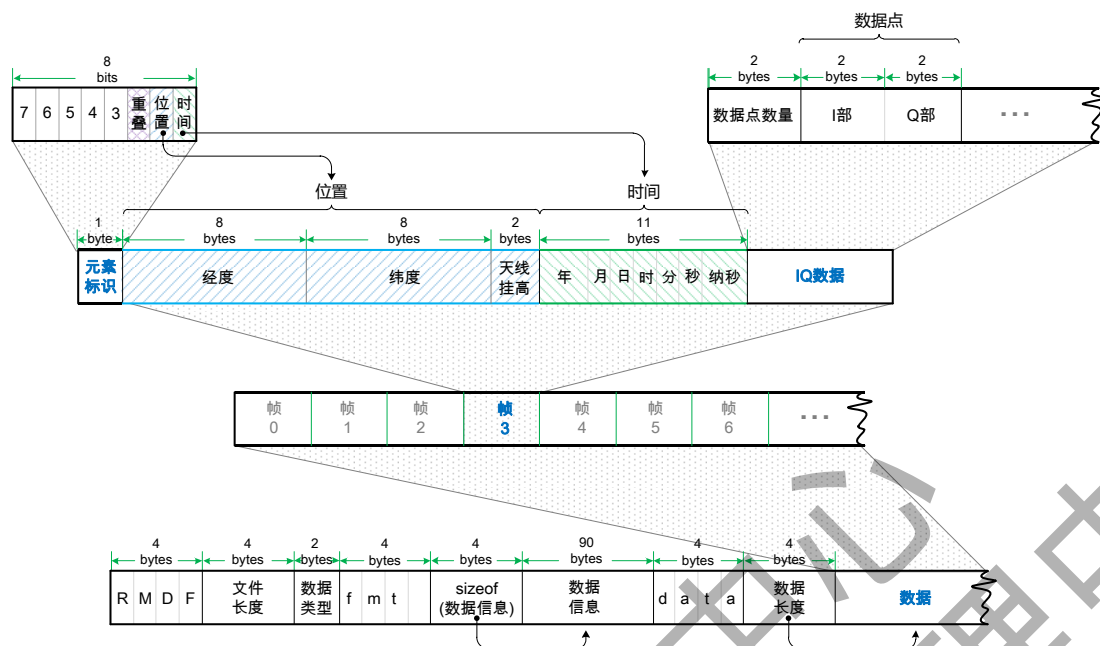 数据点
8
bits
2
bytes
2
bytes
2
bytes
7 6 5 4 3 重叠 位置 时间
数据点数量 I部 Q部 ...
位置 时间
1
byte
8
bytes
8
bytes
2
bytes
11
bytes
元素标识 经度 纬度 天线挂高 年 月 日 时 分 秒 纳秒 IQ数据
帧
0
帧
1
帧
2
帧
3
帧
4
帧
5
帧
6
...
4
bytes
4
bytes
2
bytes
4
bytes
4
bytes
90
bytes
4
bytes
4
bytes
R M D F
文件
长度
数据
类型
f m t
sizeof
(数据信息)
数据
信息
d a t a
数据
长度
数据
中心
理中